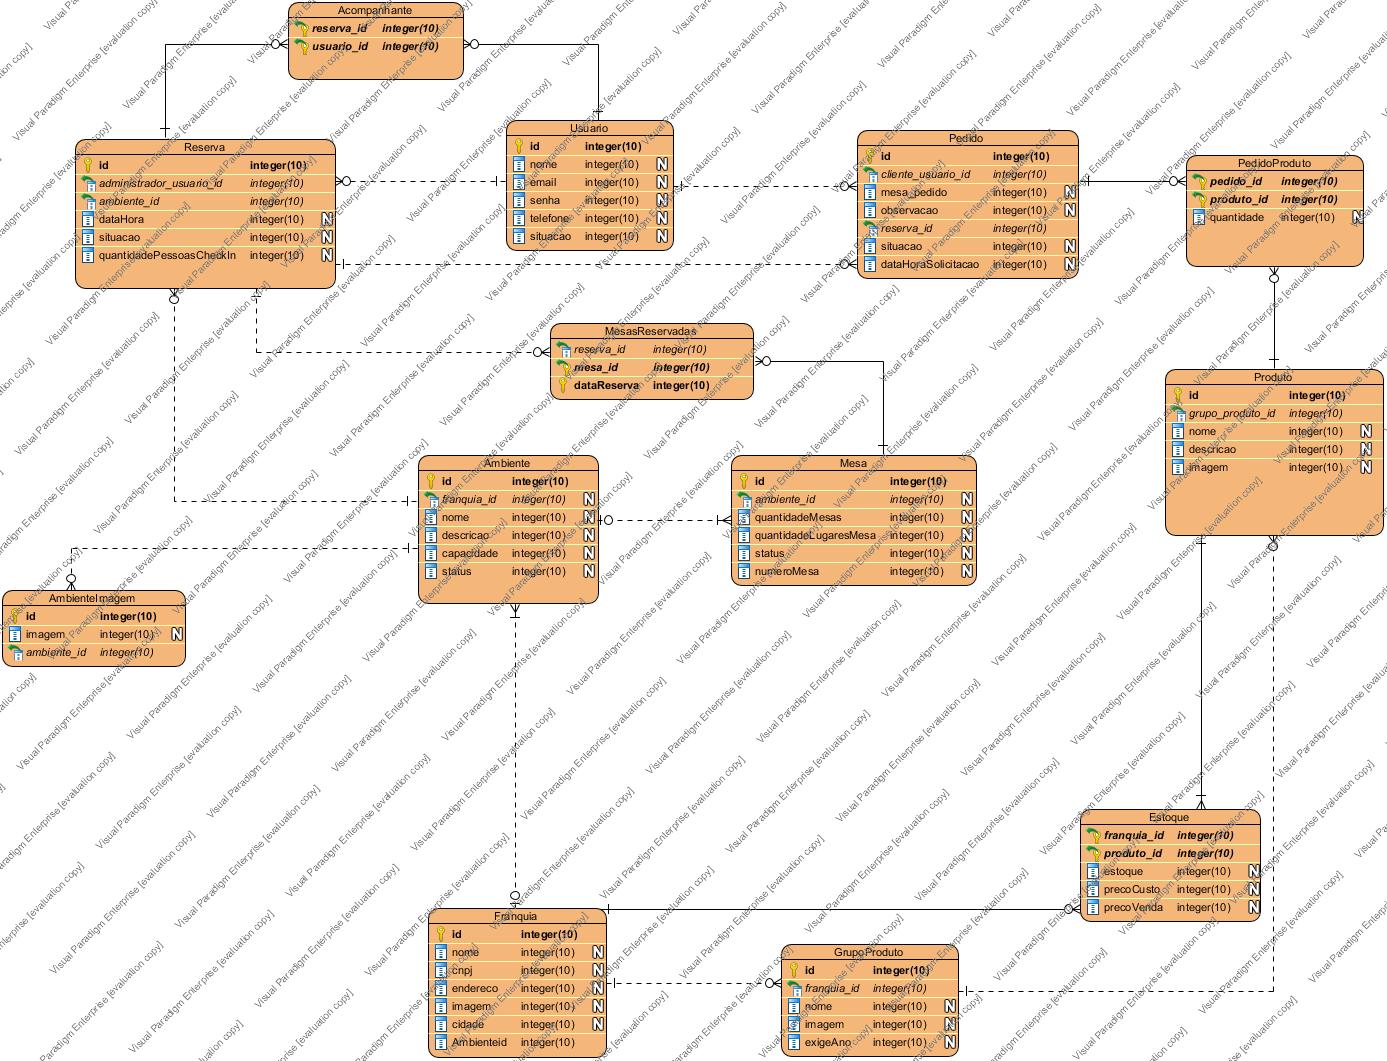 Acompanhante
reserva_id integer(10)
usuario_id integer(10)
Usuario
id integer(10)
nome integer(10) N
email integer(10) N
senha integer(10) N
telefone integer(10) N
situacao integer(10) N
Reserva
id integer(10)
administrador_usuario_id integer(10)
ambiente_id integer(10)
dataHora integer(10) N
situacao integer(10) N
quantidadePessoasCheckIn integer(10) N
Pedido
id integer(10)
cliente_usuario_id integer(10)
mesa_pedido integer(10) N
observacao integer(10) N
reserva_id integer(10)
situacao integer(10) N
dataHoraSolicitacao integer(10) N
PedidoProduto
pedido_id integer(10)
produto_id integer(10)
quantidade integer(10) N
MesasReservadas
reserva_id integer(10)
mesa_id integer(10)
dataReserva integer(10)
Produto
id integer(10)
grupo_produto_id integer(10)
nome integer(10) N
descricao integer(10) N
imagem integer(10) N
Ambiente
id integer(10)
franquia_id integer(10) N
nome integer(10) N
descricao integer(10) N
capacidade integer(10) N
status integer(10) N
Mesa
id integer(10)
ambiente_id integer(10) N
quantidadeMesas integer(10) N
quantidadeLugaresMesa integer(10) N
status integer(10) N
numeroMesa integer(10) N
AmbienteImagem
id integer(10)
imagem integer(10) N
ambiente_id integer(10)
Estoque
franquia_id integer(10)
produto_id integer(10)
estoque integer(10) N
precoCusto integer(10) N
precoVenda integer(10) N
Franquia
id integer(10)
nome integer(10) N
cnpj integer(10) N
endereco integer(10) N
imagem integer(10) N
cidade integer(10) N
Ambienteid integer(10)
GrupoProduto
id integer(10)
franquia_id integer(10)
nome integer(10) N
imagem integer(10) N
exigeAno integer(10) N
Visual Paradigm Enterprise [evaluation copy]